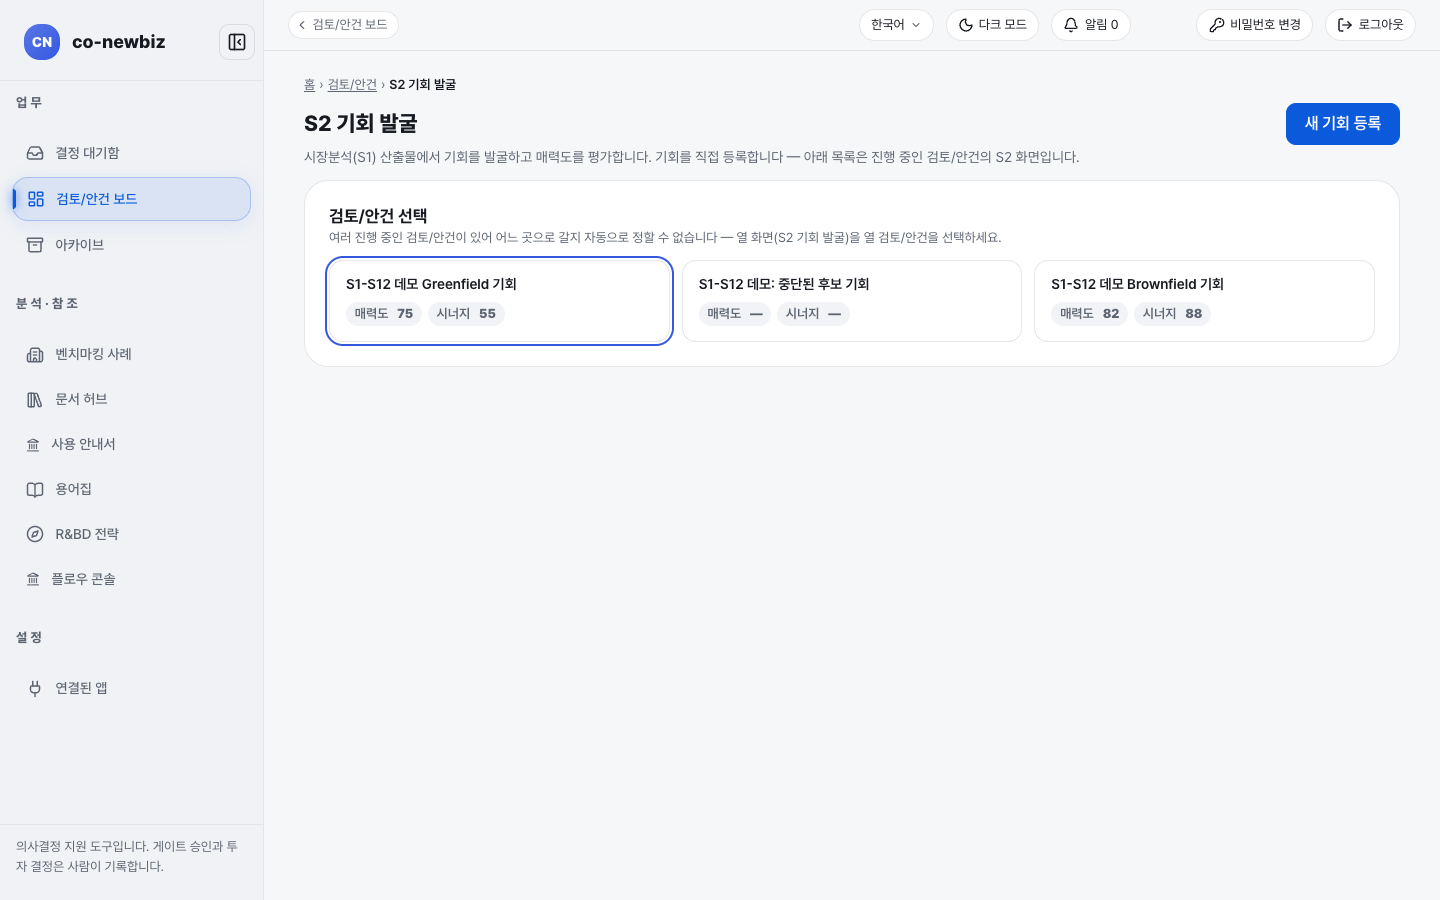 CN co-newbiz
업무
결정 대기함
검토/안건 보드
아카이브
분석·참조
벤치마킹 사례
문서 허브
사용 안내서
용어집
R&BD 전략
플로우 콘솔
설정
연결된 앱
의사결정 지원 도구입니다. 게이트 승인과 투
자 결정은 사람이 기록합니다.
검토/안건 보드
한국어
다크 모드
알림 0
비밀번호 변경
로그아웃
홈 › 검토/안건 › S2 기회 발굴
S2 기회 발굴
새 기회 등록
시장분석(S1) 산출물에서 기회를 발굴하고 매력도를 평가합니다. 기회를 직접 등록합니다 — 아래 목록은 진행 중인 검토/안건의 S2 화면입니다.
검토/안건 선택
여러 진행 중인 검토/안건이 있어 어느 곳으로 갈지 자동으로 정할 수 없습니다 — 열 화면(S2 기회 발굴)을 열 검토/안건을 선택하세요.
S1-S12 데모 Greenfield 기회
매력도 75 시너지 55
S1-S12 데모: 중단된 후보 기회
매력도 — 시너지 —
S1-S12 데모 Brownfield 기회
매력도 82 시너지 88